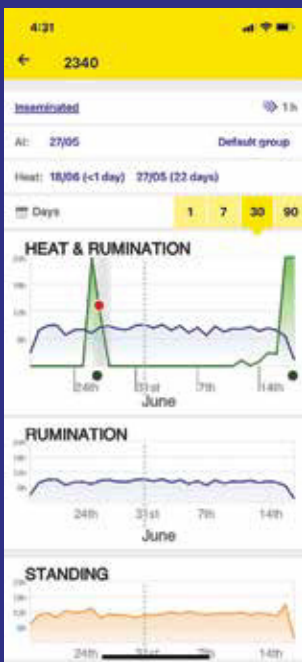 4:31
2340
Inseminated 1 h
AI: 27/05 Default group
Heat: 18/06 (<1 day) 27/05 (22 days)
Days 1 7 30 90
HEAT & RUMINATION
24th 31st 7th 14th
June
RUMINATION
24th 31st 7th 14th
June
STANDING
24th 14th